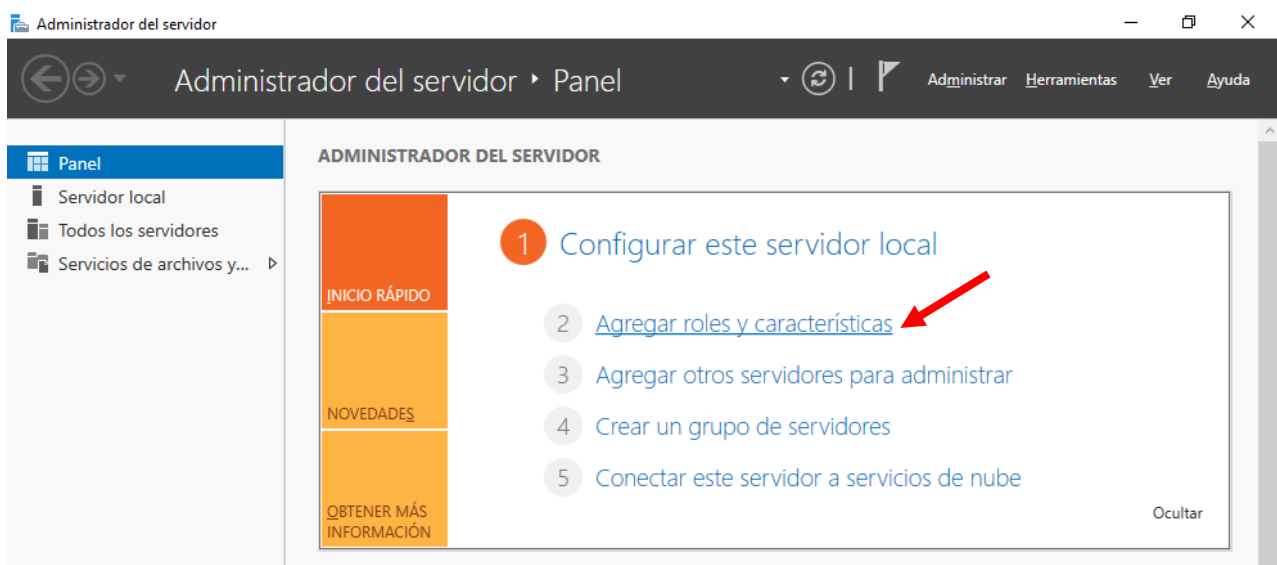 Administrador del servidor
Administrador del servidor ‣ Panel
Administrar Herramientas Ver Ayuda
Panel
Servidor local
Todos los servidores
Servicios de archivos y...
ADMINISTRADOR DEL SERVIDOR
INICIO RÁPIDO
NOVEDADES
OBTENER MÁS
INFORMACIÓN
1 Configurar este servidor local
2 Agregar roles y características
3 Agregar otros servidores para administrar
4 Crear un grupo de servidores
5 Conectar este servidor a servicios de nube
Ocultar